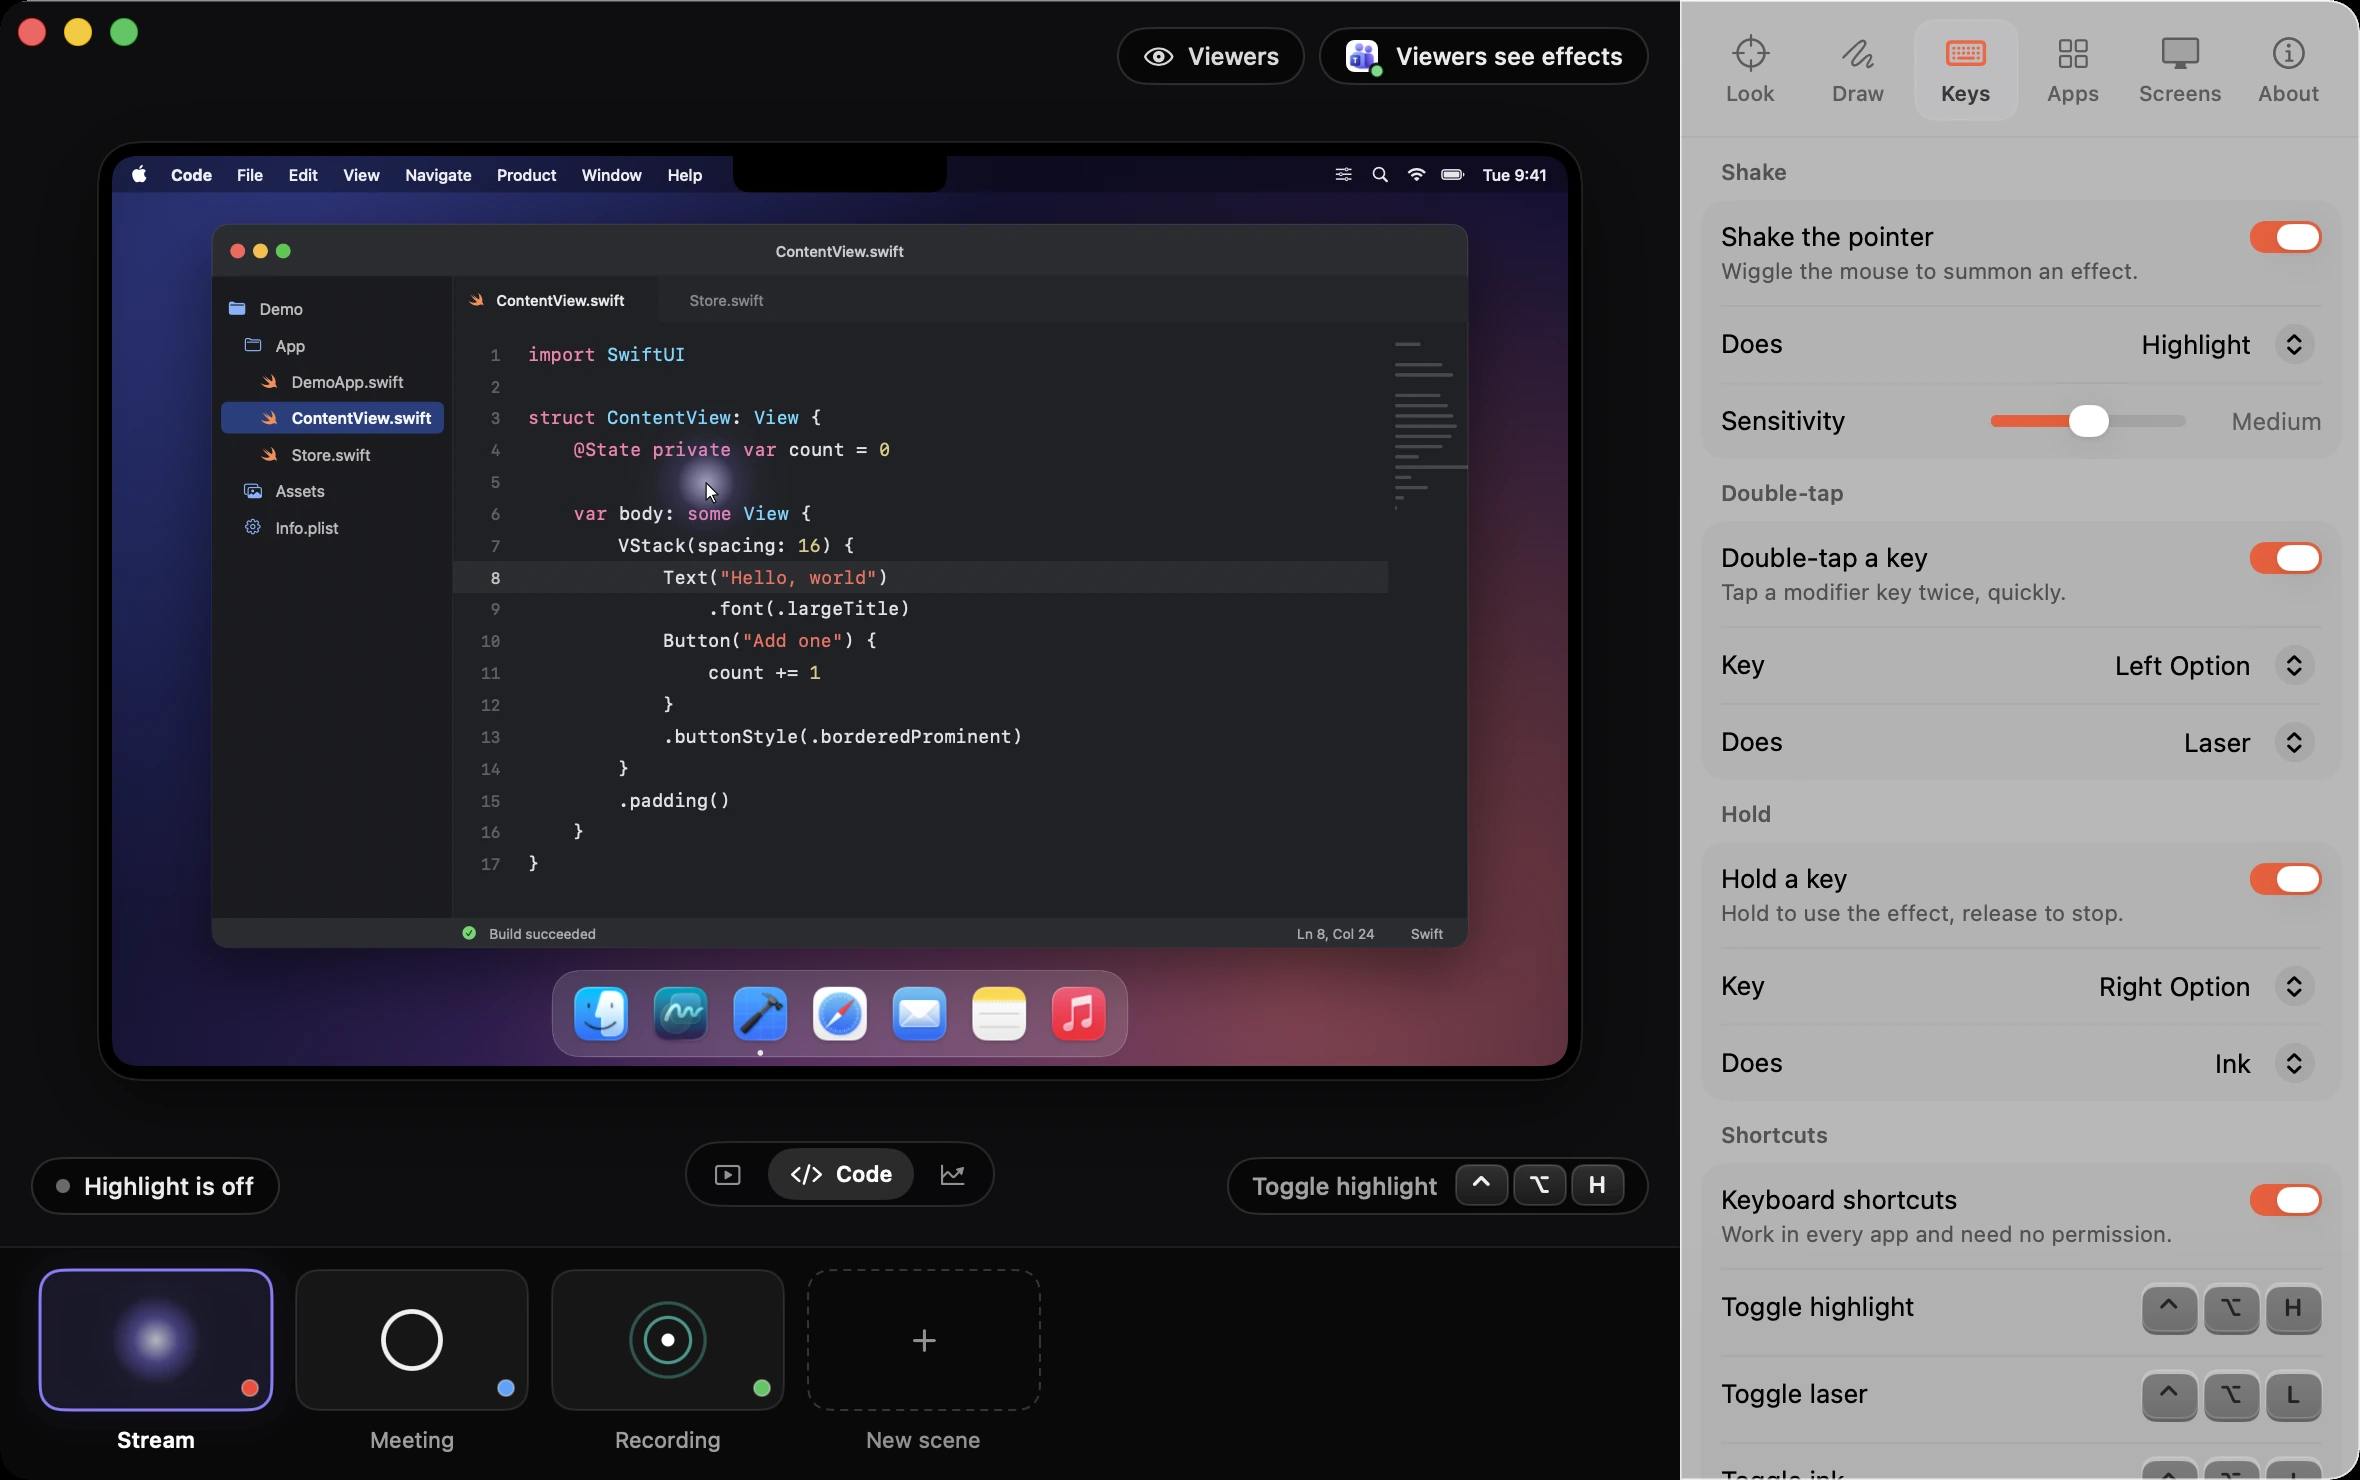 Viewers
Viewers see effects
Look
Draw
Keys
Apps
Screens
About
Code File Edit View Navigate Product Window Help
Tue 9:41
ContentView.swift
Demo
App
DemoApp.swift
ContentView.swift
Store.swift
Assets
Info.plist
ContentView.swift
Store.swift
1 import SwiftUI
2
3 struct ContentView: View {
4 @State private var count = 0
5
6 var body: some View {
7 VStack(spacing: 16) {
8 Text("Hello, world")
9 .font(.largeTitle)
10 Button("Add one") {
11 count += 1
12 }
13 .buttonStyle(.borderedProminent)
14 }
15 .padding()
16 }
17 }
Build succeeded
Ln 8, Col 24
Swift
Highlight is off
</> Code
Toggle highlight ^ ⌥ H
Stream
Meeting
Recording
+
New scene
Shake
Shake the pointer
Wiggle the mouse to summon an effect.
Does Highlight
Sensitivity Medium
Double-tap
Double-tap a key
Tap a modifier key twice, quickly.
Key Left Option
Does Laser
Hold
Hold a key
Hold to use the effect, release to stop.
Key Right Option
Does Ink
Shortcuts
Keyboard shortcuts
Work in every app and need no permission.
Toggle highlight ^ ⌥ H
Toggle laser ^ ⌥ L
Toggle ink